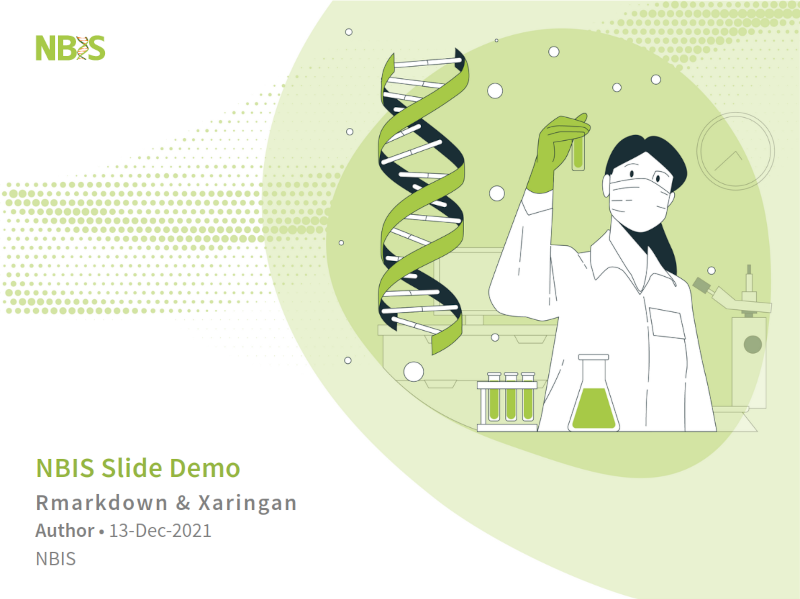 NBIS
NBIS Slide Demo
Rmarkdown & Xaringan
Author • 13-Dec-2021
NBIS